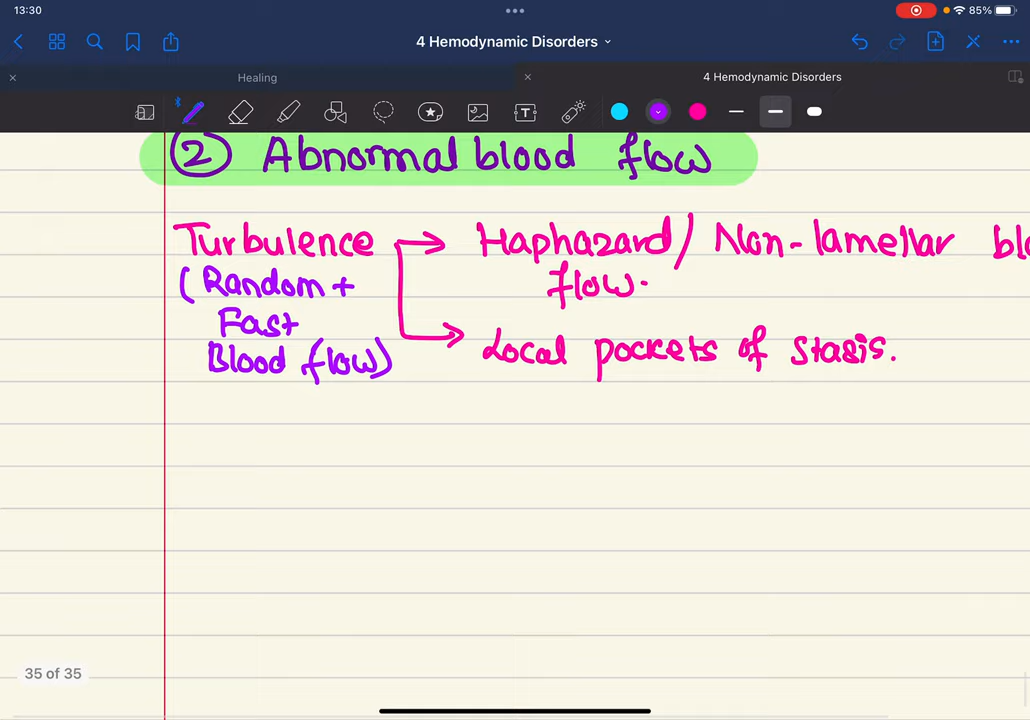 13:30
85%
4 Hemodynamic Disorders
Healing
4 Hemodynamic Disorders
② Abnormal blood flow
Turbulence → Haphazard/ Non-lamellar
(Random + flow.
Fast
Blood flow) → Local pockets of stasis.
35 of 35